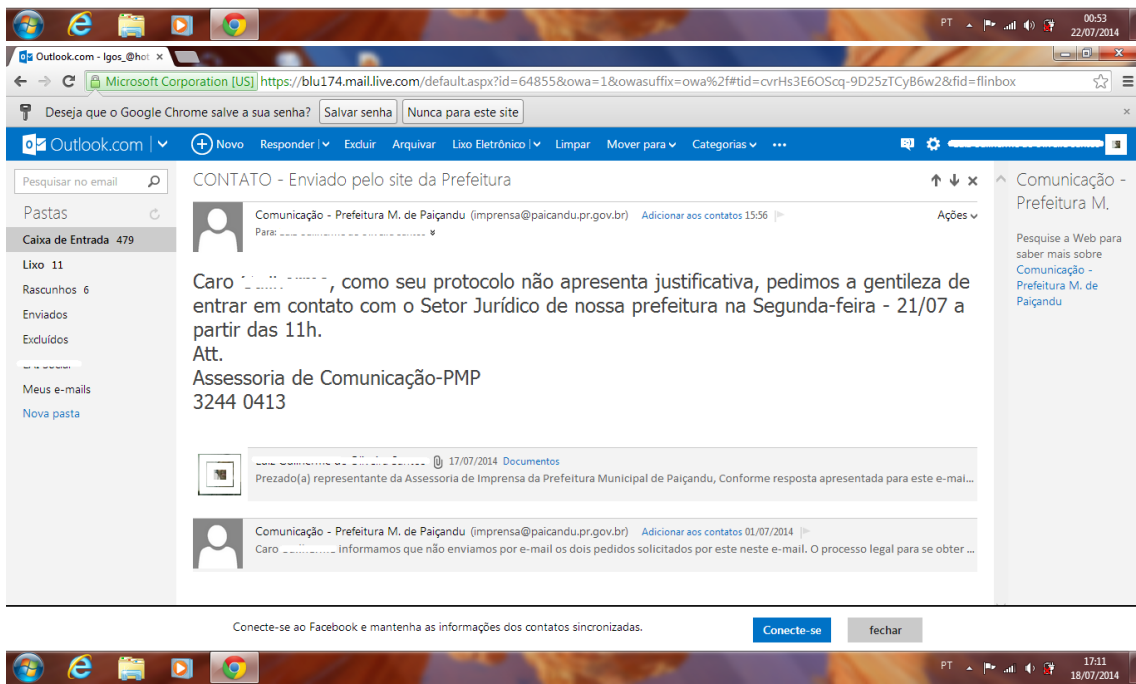 PT 00:53
22/07/2014
Outlook.com - lgos_@hot
Microsoft Corporation [US] https://blu174.mail.live.com/default.aspx?id=64855&owa=1&owasuffix=owa%2f#tid=cvrHs3E6OScq-9D25zTCyB6w2&fid=flinbox
Deseja que o Google Chrome salve a sua senha? Salvar senha Nunca para este site
Outlook.com Novo Responder Excluir Arquivar Lixo Eletrônico Limpar Mover para Categorias
Pesquisar no email
Pastas
Caixa de Entrada 479
Lixo 11
Rascunhos 6
Enviados
Excluídos
Meus e-mails
Nova pasta
CONTATO - Enviado pelo site da Prefeitura
Comunicação - Prefeitura M. de Paiçandu (imprensa@paicandu.pr.gov.br) Adicionar aos contatos 15:56 Ações
Para:
Caro , como seu protocolo não apresenta justificativa, pedimos a gentileza de
entrar em contato com o Setor Jurídico de nossa prefeitura na Segunda-feira - 21/07 a
partir das 11h.
Att.
Assessoria de Comunicação-PMP
3244 0413
17/07/2014 Documentos
Prezado(a) representante da Assessoria de Imprensa da Prefeitura Municipal de Paiçandu, Conforme resposta apresentada para este e-mai...
Comunicação - Prefeitura M. de Paiçandu (imprensa@paicandu.pr.gov.br) Adicionar aos contatos 01/07/2014
Caro informamos que não enviamos por e-mail os dois pedidos solicitados por este neste e-mail. O processo legal para se obter ...
Comunicação -
Prefeitura M.
Pesquise a Web para
saber mais sobre
Comunicação -
Prefeitura M. de
Paiçandu
Conecte-se ao Facebook e mantenha as informações dos contatos sincronizadas. Conecte-se fechar
PT 17:11
18/07/2014